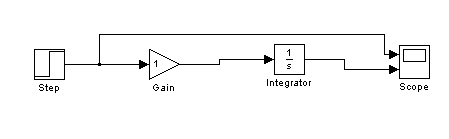 1
1
s
Step
Gain
Integrator
Scope